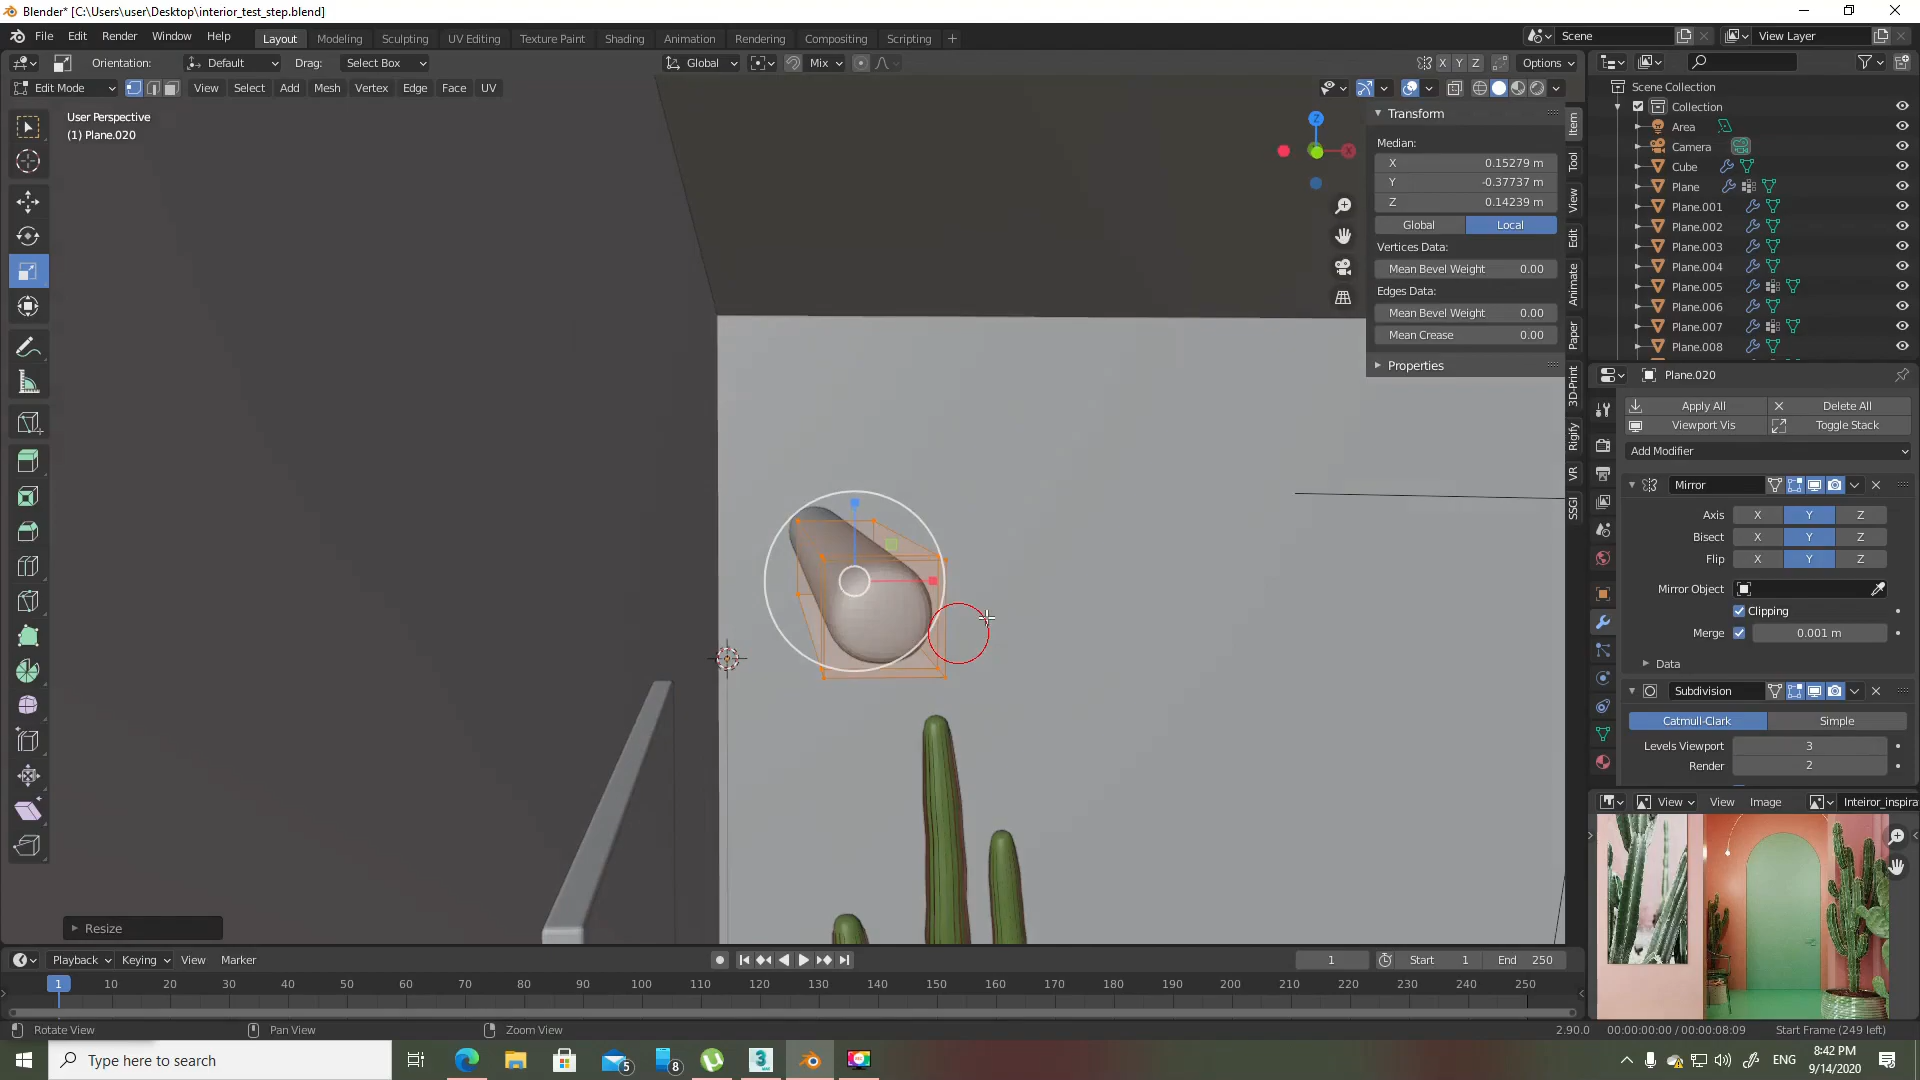 Blender* [C:\Users\user\Desktop\interior_test_step.blend]
File Edit Render Window Help
Layout Modeling Sculpting UV Editing Texture Paint Shading Animation Rendering Compositing Scripting +
Scene
View Layer
Orientation: Default Drag: Select Box
Global
Mix
X Y Z
Options
Edit Mode View Select Add Mesh Vertex Edge Face UV
User Perspective
(1) Plane.020
Z
X
Transform
Median:
X 0.15279 m
Y -0.37737 m
Z 0.14239 m
Global Local
Vertices Data:
Mean Bevel Weight 0.00
Edges Data:
Mean Bevel Weight 0.00
Mean Crease 0.00
Properties
Item
Tool
View
Edit
Animate
Paper
3D-Print
Rigify
VR
SSGI
Scene Collection
Collection
Area
Camera
Cube
Plane
Plane.001
Plane.002
Plane.003
Plane.004
Plane.005
Plane.006
Plane.007
Plane.008
Plane.020
Apply All Delete All
Viewport Vis Toggle Stack
Add Modifier
Mirror
Axis X Y Z
Bisect X Y Z
Flip X Y Z
Mirror Object
Clipping
Merge 0.001 m
Data
Subdivision
Catmull-Clark Simple
Levels Viewport 3
Render 2
View View Image Inteiror_inspira
Resize
Playback Keying View Marker
1
Start 1
End 250
1 10 20 30 40 50 60 70 80 90 100 110 120 130 140 150 160 170 180 190 200 210 220 230 240 250
Rotate View Pan View Zoom View
2.90.0 00:00:00:00 / 00:00:08:09 Start Frame (249 left)
Type here to search
5
8
3
ENG
8:42 PM
9/14/2020